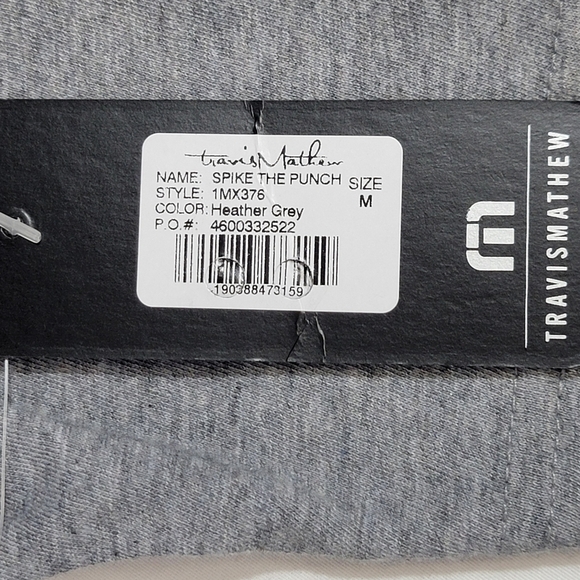 travisMathew
NAME: SPIKE THE PUNCH
STYLE: 1MX376
COLOR: Heather Grey
P.O.#: 4600332522
SIZE
M
190388473159
TRAVISMATHEW